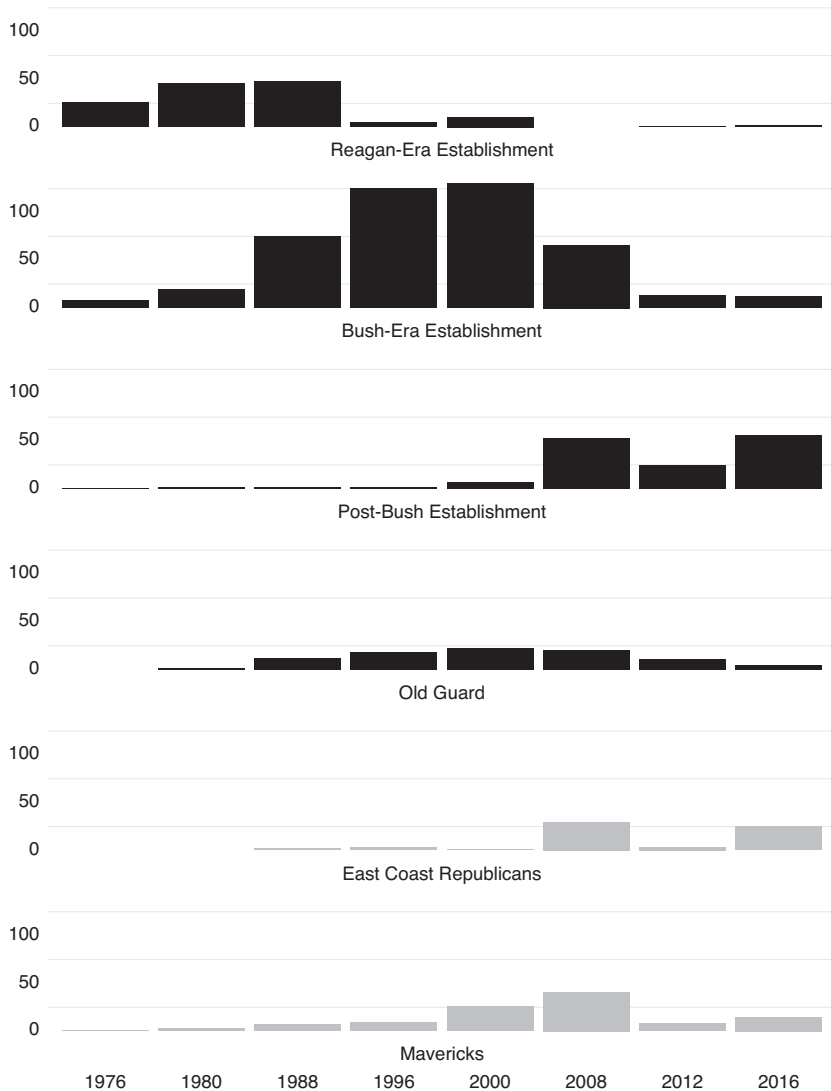 100
50
0
Reagan-Era Establishment
100
50
0
Bush-Era Establishment
100
50
0
Post-Bush Establishment
100
50
0
Old Guard
100
50
0
East Coast Republicans
100
50
0
Mavericks
1976 1980 1988 1996 2000 2008 2012 2016